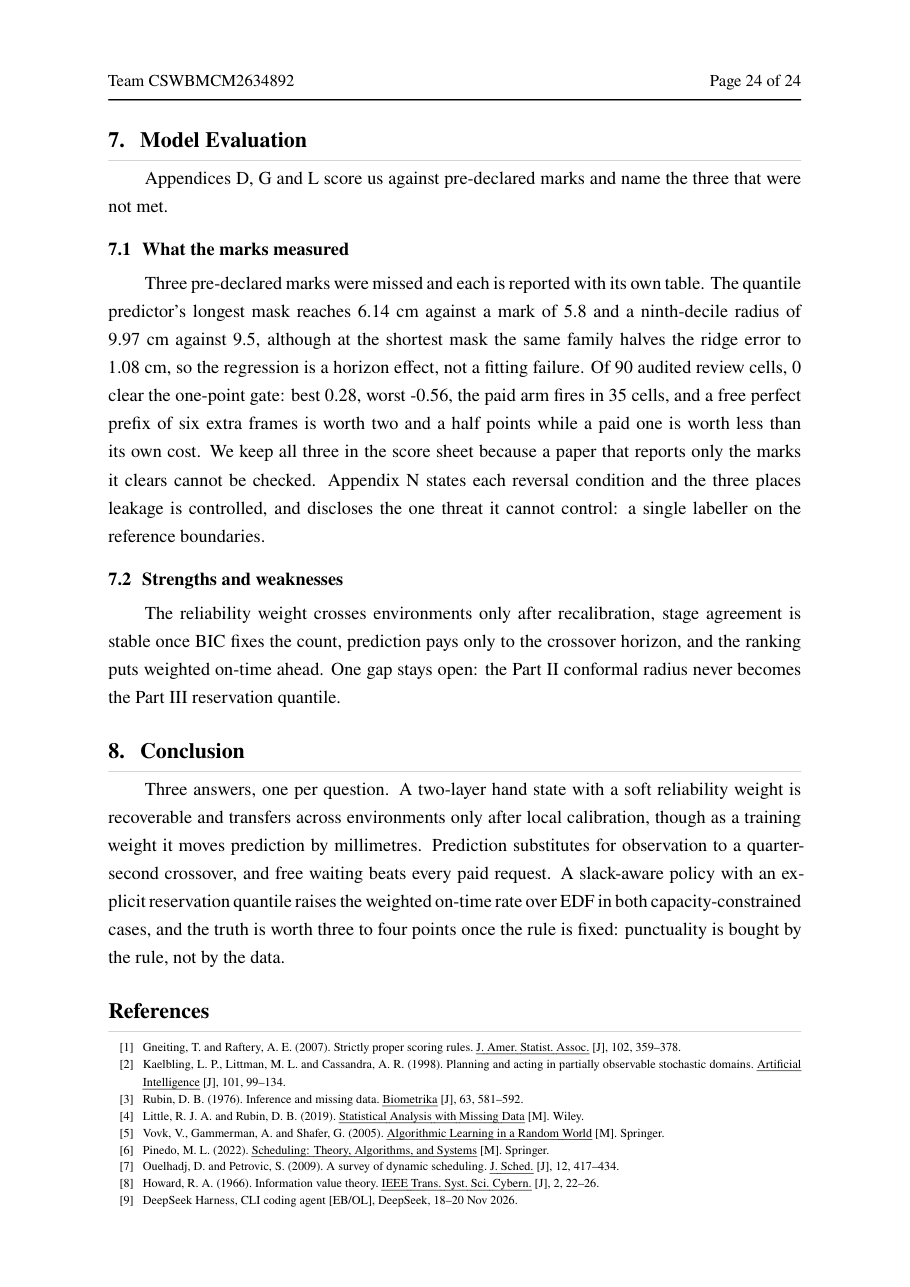 Team CSWBMCM2634892
Page 24 of 24
7. Model Evaluation
Appendices D, G and L score us against pre-declared marks and name the three that were
not met.
7.1 What the marks measured
Three pre-declared marks were missed and each is reported with its own table. The quantile
predictor's longest mask reaches 6.14 cm against a mark of 5.8 and a ninth-decile radius of
9.97 cm against 9.5, although at the shortest mask the same family halves the ridge error to
1.08 cm, so the regression is a horizon effect, not a fitting failure. Of 90 audited review cells, 0
clear the one-point gate: best 0.28, worst -0.56, the paid arm fires in 35 cells, and a free perfect
prefix of six extra frames is worth two and a half points while a paid one is worth less than
its own cost. We keep all three in the score sheet because a paper that reports only the marks
it clears cannot be checked. Appendix N states each reversal condition and the three places
leakage is controlled, and discloses the one threat it cannot control: a single labeller on the
reference boundaries.
7.2 Strengths and weaknesses
The reliability weight crosses environments only after recalibration, stage agreement is
stable once BIC fixes the count, prediction pays only to the crossover horizon, and the ranking
puts weighted on-time ahead. One gap stays open: the Part II conformal radius never becomes
the Part III reservation quantile.
8. Conclusion
Three answers, one per question. A two-layer hand state with a soft reliability weight is
recoverable and transfers across environments only after local calibration, though as a training
weight it moves prediction by millimetres. Prediction substitutes for observation to a quarter-
second crossover, and free waiting beats every paid request. A slack-aware policy with an ex-
plicit reservation quantile raises the weighted on-time rate over EDF in both capacity-constrained
cases, and the truth is worth three to four points once the rule is fixed: punctuality is bought by
the rule, not by the data.
References
[1] Gneiting, T. and Raftery, A. E. (2007). Strictly proper scoring rules. J. Amer. Statist. Assoc. [J], 102, 359–378.
[2] Kaelbling, L. P., Littman, M. L. and Cassandra, A. R. (1998). Planning and acting in partially observable stochastic domains. Artificial
Intelligence [J], 101, 99–134.
[3] Rubin, D. B. (1976). Inference and missing data. Biometrika [J], 63, 581–592.
[4] Little, R. J. A. and Rubin, D. B. (2019). Statistical Analysis with Missing Data [M]. Wiley.
[5] Vovk, V., Gammerman, A. and Shafer, G. (2005). Algorithmic Learning in a Random World [M]. Springer.
[6] Pinedo, M. L. (2022). Scheduling: Theory, Algorithms, and Systems [M]. Springer.
[7] Ouelhadj, D. and Petrovic, S. (2009). A survey of dynamic scheduling. J. Sched. [J], 12, 417–434.
[8] Howard, R. A. (1966). Information value theory. IEEE Trans. Syst. Sci. Cybern. [J], 2, 22–26.
[9] DeepSeek Harness, CLI coding agent [EB/OL], DeepSeek, 18–20 Nov 2026.